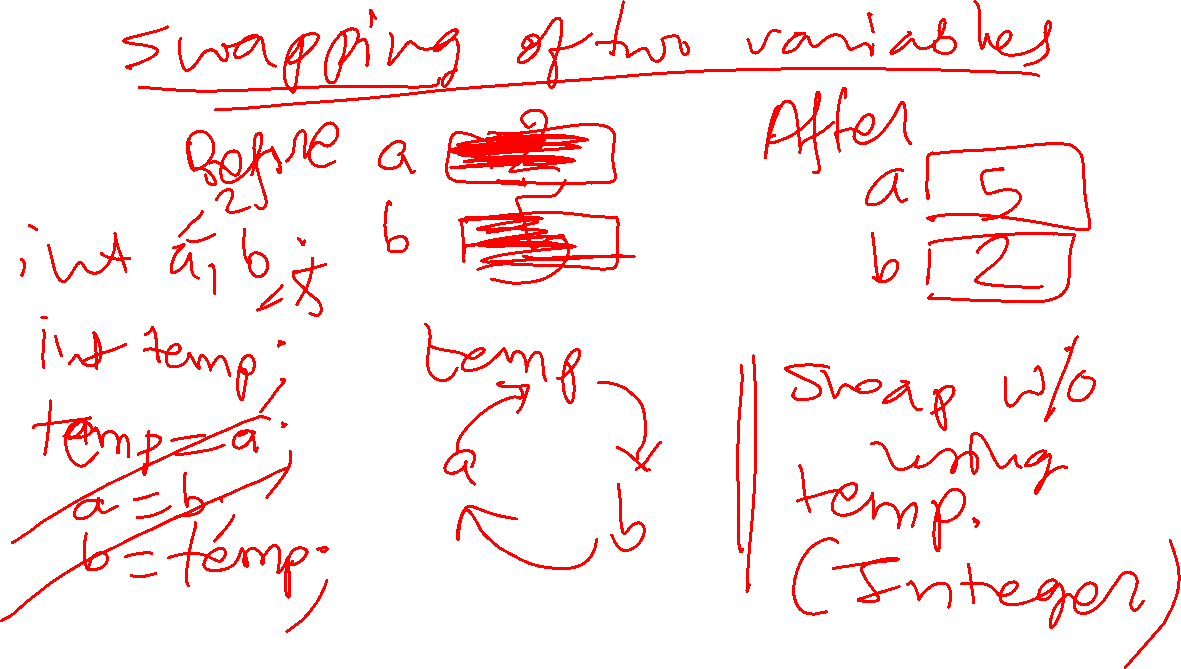 swapping of two variables
Before a
b
After
a 5
b 2
int a, b;
int temp;
temp = a;
a = b;
b = temp;
temp
a
b
Swap w/o
using
temp.
(Integer)